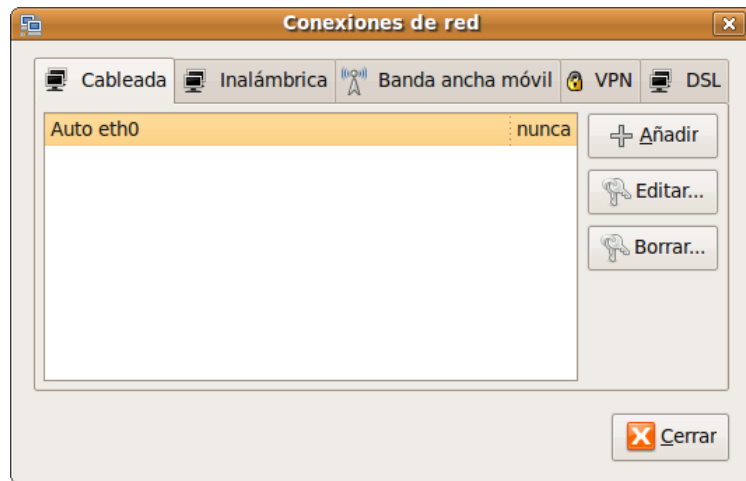 Conexiones de red
Cableada Inalámbrica Banda ancha móvil VPN DSL
Auto eth0 nunca
Añadir
Editar...
Borrar...
Cerrar